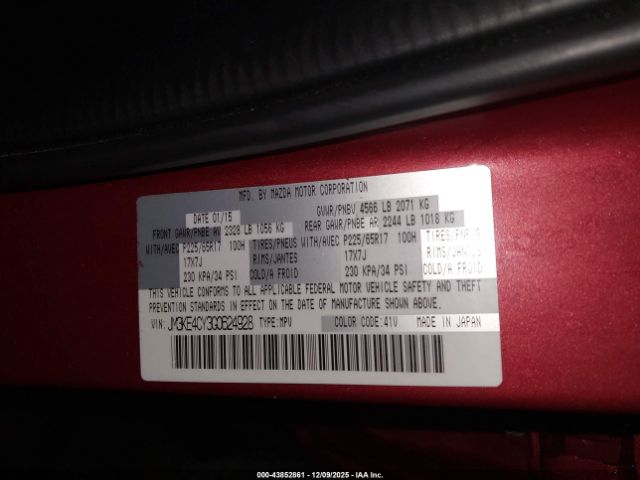 MFD. BY MAZDA MOTOR CORPORATION
DATE 01/15 GVWR/PNBV 4566 LB 2071 KG
FRONT GAWR/PNBE AV 2328 LB 1056 KG REAR GAWR/PNBE AR 2244 LB 1018 KG
WITH/AVEC P225/65R17 100H TIRES/PNEUS WITH/AVEC P225/65R17 100H TIRES/PNEUS
17X7J RIMS/JANTES 17X7J RIMS/JANTES
230 KPA/34 PSI COLD/A FROID 230 KPA/34 PSI COLD/A FROID
THIS VEHICLE CONFORMS TO ALL APPLICABLE FEDERAL MOTOR VEHICLE SAFETY AND THEFT
PREVENTION STANDARDS IN EFFECT ON THE DATE OF MANUFACTURE SHOWN ABOVE.
VIN: JM3KE4CY3G0624928 TYPE: MPV COLOR CODE: 41V MADE IN JAPAN
000-43852861 - 12/09/2025 - IAA Inc.